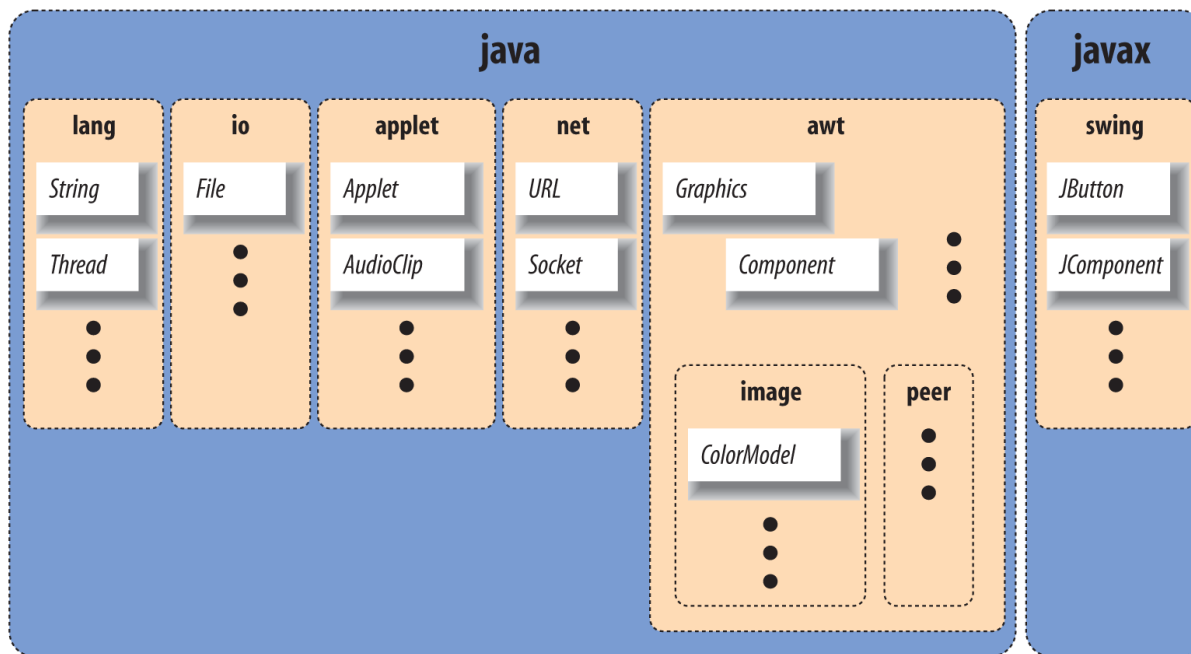 java
javax
lang
io
applet
net
awt
swing
String
File
Applet
URL
Graphics
JButton
Thread
AudioClip
Socket
Component
JComponent
image
peer
ColorModel